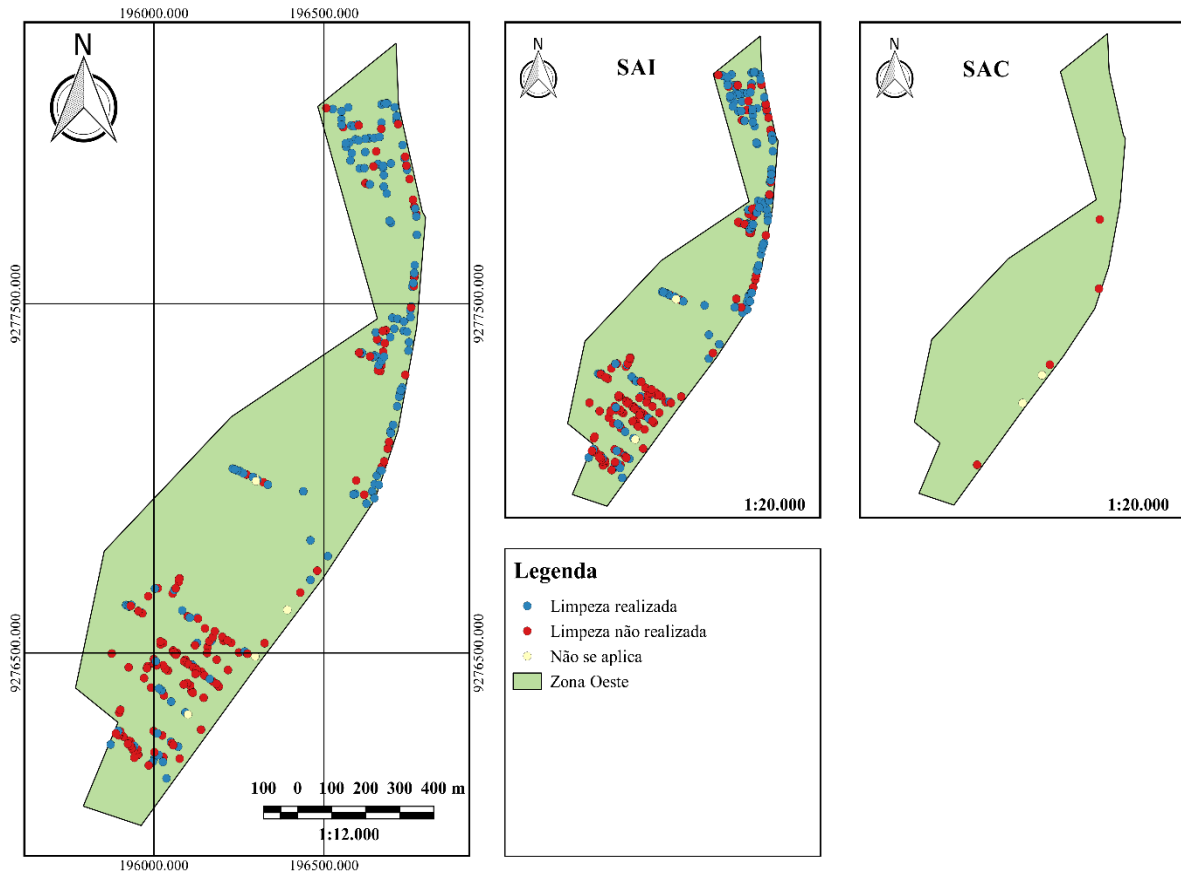 196000.000 196500.000
N
9277500.000
9277500.000
9276500.000
9276500.000
100 0 100 200 300 400 m
1:12.000
196000.000 196500.000
N
SAI
1:20.000
N
SAC
1:20.000
Legenda
Limpeza realizada
Limpeza não realizada
Não se aplica
Zona Oeste